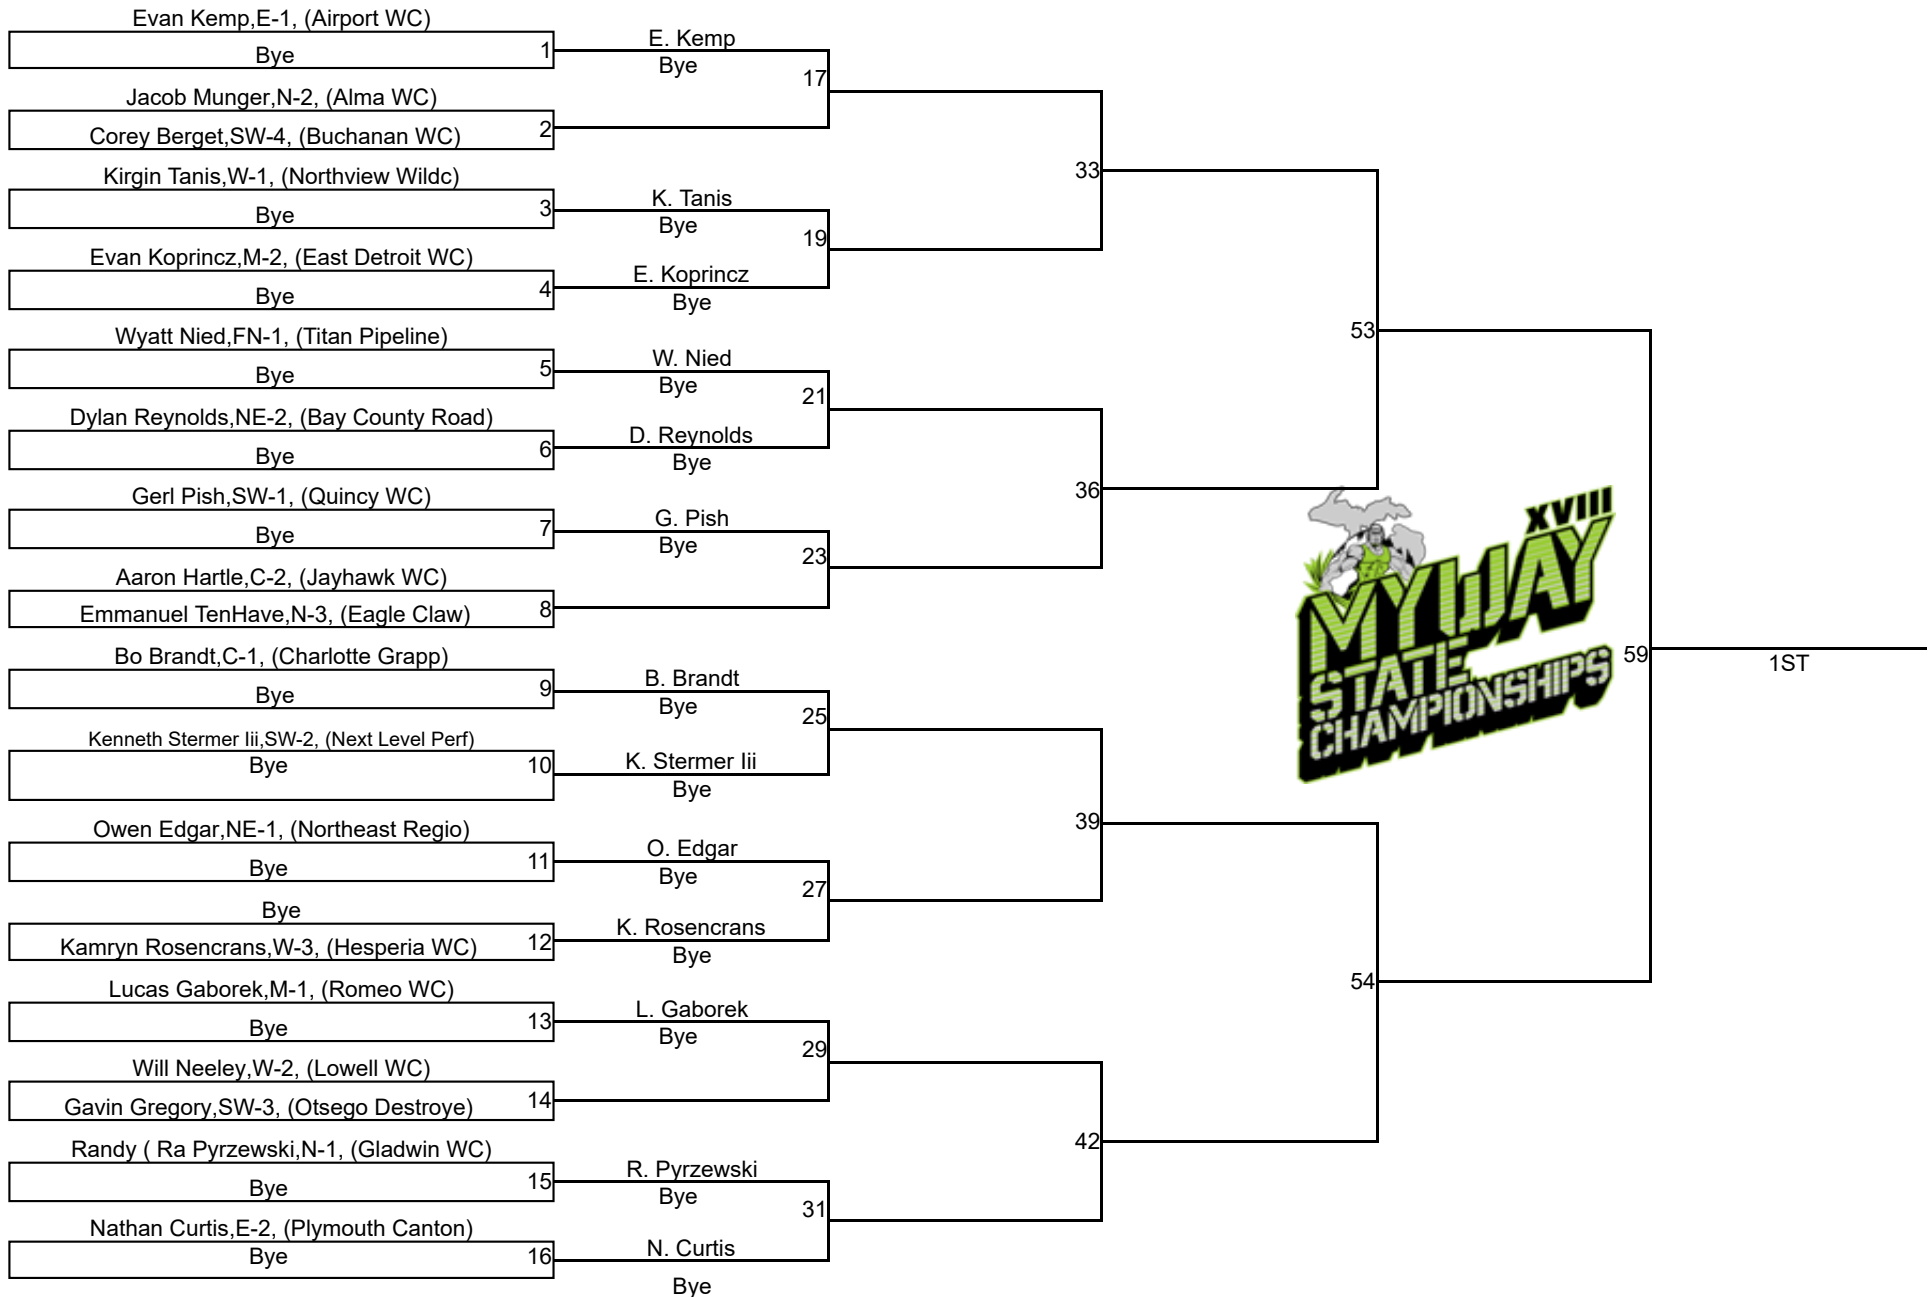 Evan Kemp,E-1, (Airport WC)
Bye
1
Jacob Munger,N-2, (Alma WC)
Corey Berget,SW-4, (Buchanan WC)
2
Kirgin Tanis,W-1, (Northview Wildc)
Bye
3
Evan Koprincz,M-2, (East Detroit WC)
Bye
4
Wyatt Nied,FN-1, (Titan Pipeline)
Bye
5
Dylan Reynolds,NE-2, (Bay County Road)
Bye
6
Gerl Pish,SW-1, (Quincy WC)
Bye
7
Aaron Hartle,C-2, (Jayhawk WC)
Emmanuel TenHave,N-3, (Eagle Claw)
8
Bo Brandt,C-1, (Charlotte Grapp)
Bye
9
Kenneth Stermer Iii,SW-2, (Next Level Perf)
Bye
10
Owen Edgar,NE-1, (Northeast Regio)
Bye
11
Bye
Kamryn Rosencrans,W-3, (Hesperia WC)
12
Lucas Gaborek,M-1, (Romeo WC)
Bye
13
Will Neeley,W-2, (Lowell WC)
Gavin Gregory,SW-3, (Otsego Destroye)
14
Randy ( Ra Pyrzewski,N-1, (Gladwin WC)
Bye
15
Nathan Curtis,E-2, (Plymouth Canton)
Bye
16
E. Kemp
Bye
17
K. Tanis
Bye
19
E. Koprincz
Bye
W. Nied
Bye
21
D. Reynolds
Bye
G. Pish
Bye
23
B. Brandt
Bye
25
K. Stermer Iii
Bye
O. Edgar
Bye
27
K. Rosencrans
Bye
L. Gaborek
Bye
29
R. Pyrzewski
Bye
31
N. Curtis
Bye
33
36
39
42
53
54
XVIII
MYWAY
STATE
CHAMPIONSHIPS
59
1ST